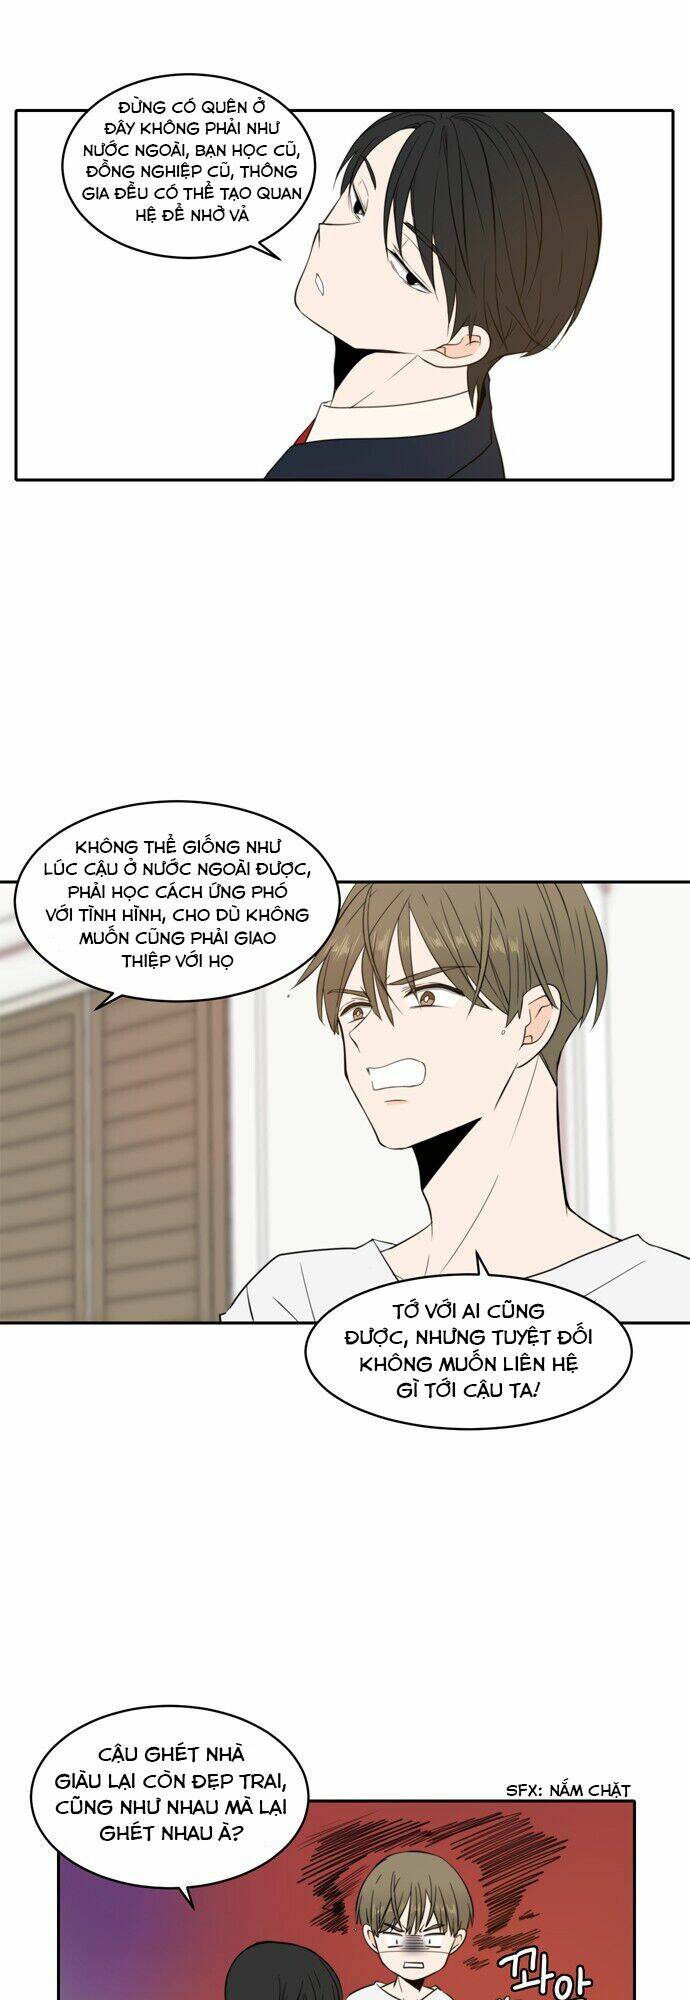 ĐỪNG CÓ QUÊN Ở
ĐÂY KHÔNG PHẢI NHƯ
NƯỚC NGOÀI, BẠN HỌC CŨ,
ĐỒNG NGHIỆP CŨ, THÔNG
GIA ĐỀU CÓ THỂ TẠO QUAN
HỆ ĐỂ NHỜ VẢ
KHÔNG THỂ GIỐNG NHƯ
LÚC CẬU Ở NƯỚC NGOÀI ĐƯỢC,
PHẢI HỌC CÁCH ỨNG PHÓ
VỚI TÌNH HÌNH, CHO DÙ KHÔNG
MUỐN CŨNG PHẢI GIAO
THIỆP VỚI HỌ
TỚ VỚI AI CŨNG
ĐƯỢC, NHƯNG TUYỆT ĐỐI
KHÔNG MUỐN LIÊN HỆ
GÌ TỚI CẬU TA!
CẬU GHÉT NHÀ
GIÀU LẠI CÒN ĐẸP TRAI,
CŨNG NHƯ NHAU MÀ LẠI
GHÉT NHAU À?
SFX: NẮM CHẶT
꽈아